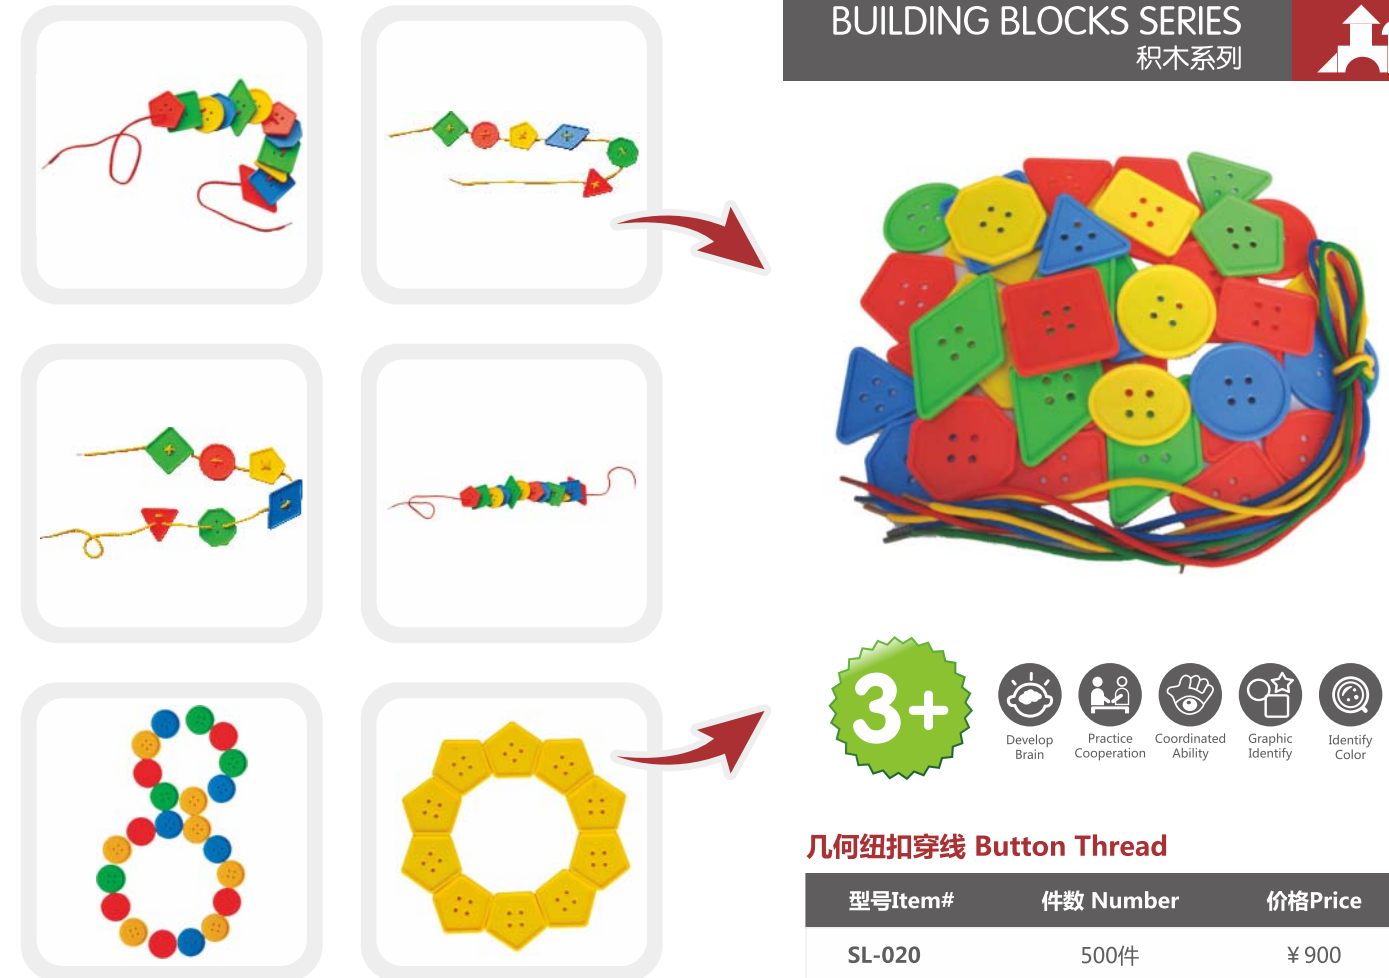 BUILDING BLOCKS SERIES
积木系列
3+
Develop
Brain
Practice
Cooperation
Coordinated
Ability
Graphic
Identify
Identify
Color
几何纽扣穿线 Button Thread
型号Item# 件数 Number 价格Price
SL-020 500件 ¥900